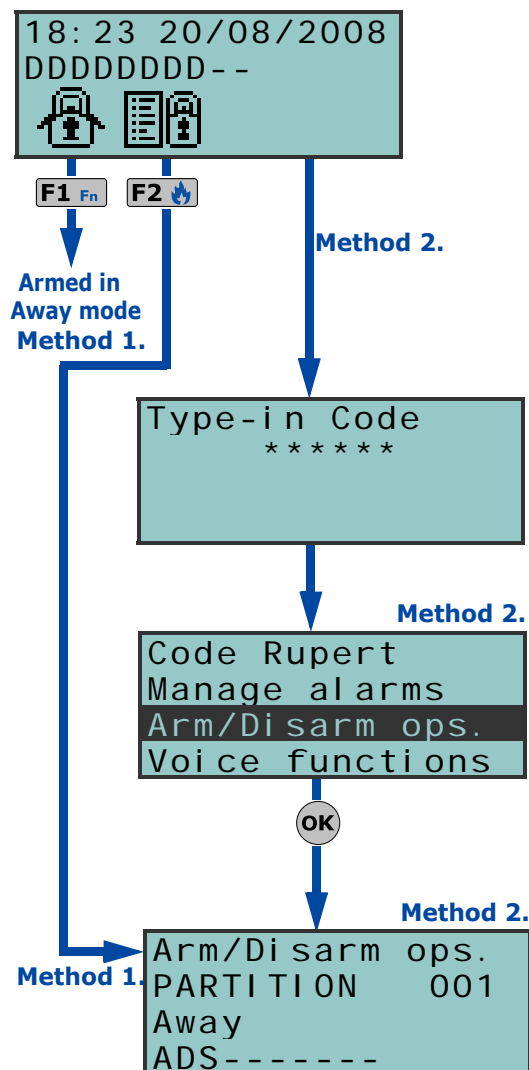 18:23 20/08/2008
DDDDDDDD--
F1 Fn
F2
Method 2.
Armed in
Away mode
Method 1.
Type-in Code
******
Method 2.
Code Rupert
Manage alarms
Arm/Disarm ops.
Voice functions
OK
Method 2.
Method 1.
Arm/Disarm ops.
PARTITION 001
Away
ADS-------